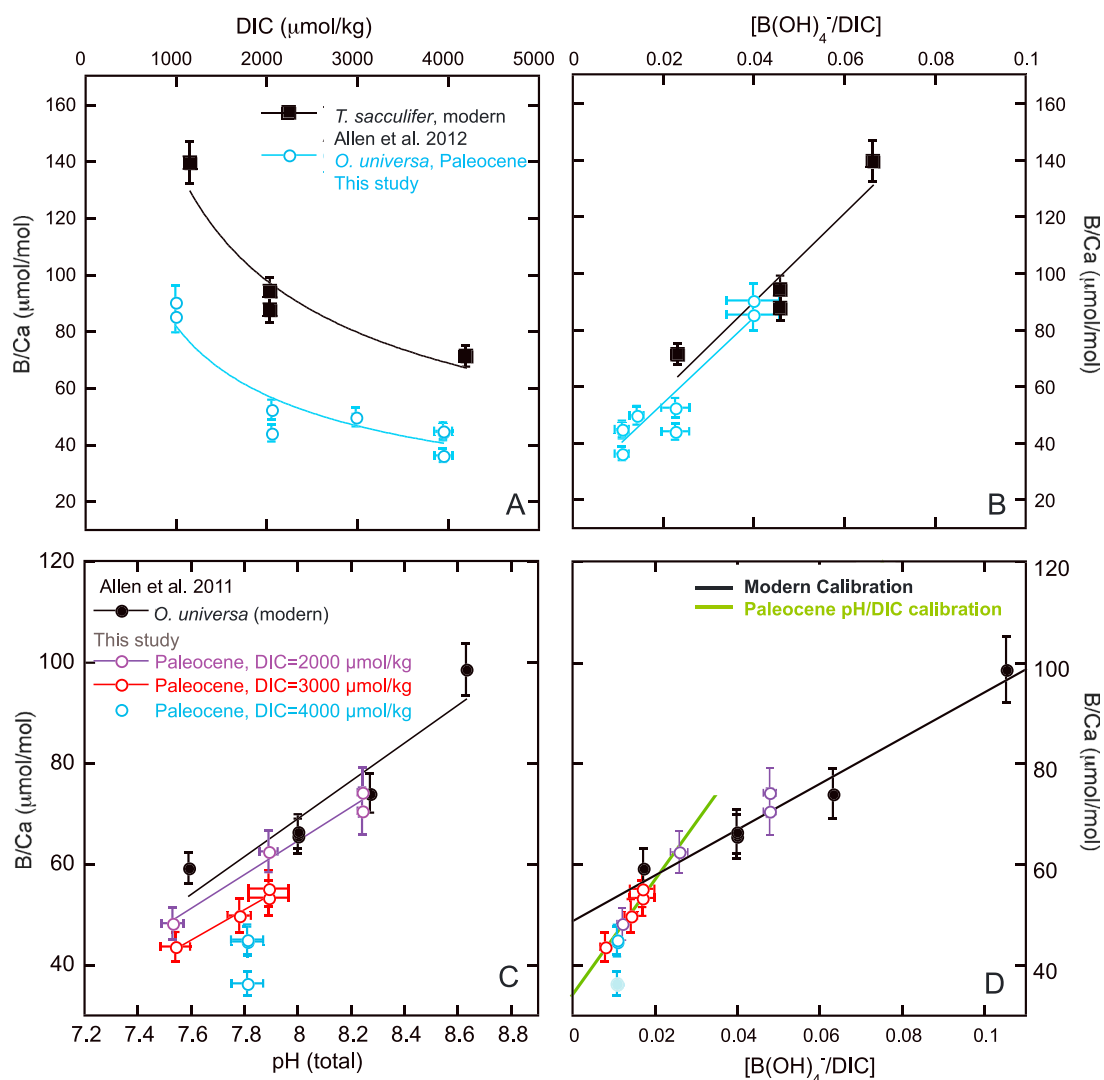 DIC (μmol/kg)
0 1000 2000 3000 4000 5000
B/Ca (μmol/mol)
160
140
120
100
80
60
40
20
T. sacculifer, modern
Allen et al. 2012
O. universa, Paleocene
This study
A
[B(OH)4-/DIC]
0 0.02 0.04 0.06 0.08 0.1
160
140
120
100
80
60
40
20
B/Ca (μmol/mol)
B
120
100
80
60
40
B/Ca (μmol/mol)
Allen et al. 2011
O. universa (modern)
This study
Paleocene, DIC=2000 μmol/kg
Paleocene, DIC=3000 μmol/kg
Paleocene, DIC=4000 μmol/kg
C
7.2 7.4 7.6 7.8 8 8.2 8.4 8.6
pH (total)
Modern Calibration
Paleocene pH/DIC calibration
120
100
80
60
40
B/Ca (μmol/mol)
D
0 0.02 0.04 0.06 0.08 0.1
[B(OH)4-/DIC]